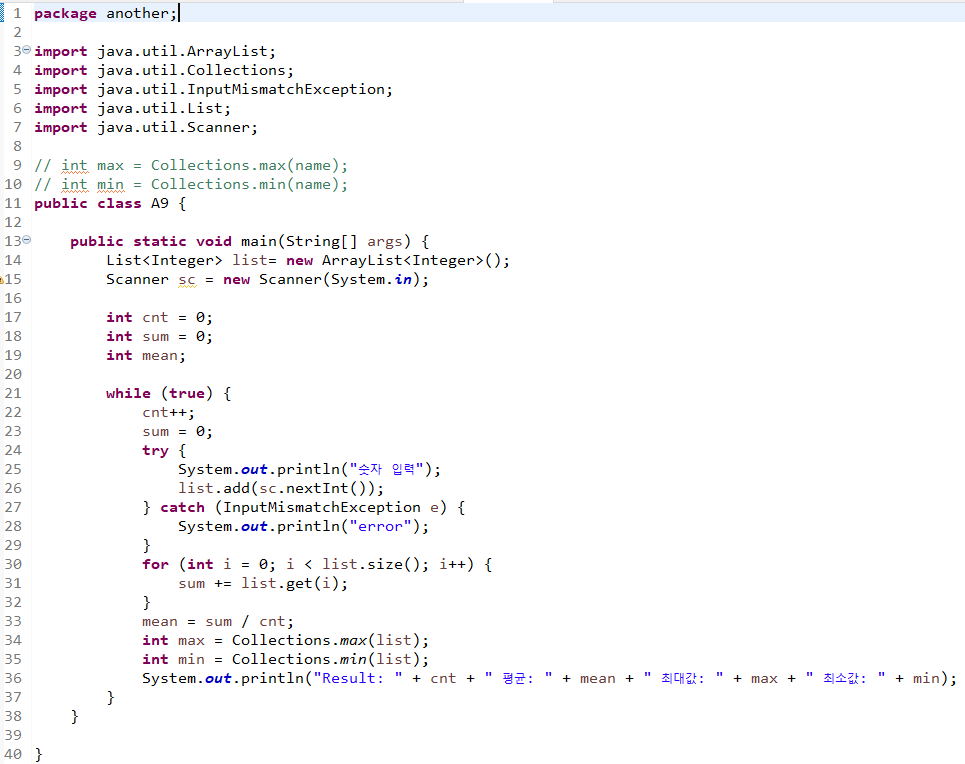 1 package another;
2
3 import java.util.ArrayList;
4 import java.util.Collections;
5 import java.util.InputMismatchException;
6 import java.util.List;
7 import java.util.Scanner;
8
9 // int max = Collections.max(name);
10 // int min = Collections.min(name);
11 public class A9 {
12
13     public static void main(String[] args) {
14         List<Integer> list= new ArrayList<Integer>();
15         Scanner sc = new Scanner(System.in);
16
17         int cnt = 0;
18         int sum = 0;
19         int mean;
20
21         while (true) {
22             cnt++;
23             sum = 0;
24             try {
25                 System.out.println("숫자 입력");
26                 list.add(sc.nextInt());
27             } catch (InputMismatchException e) {
28                 System.out.println("error");
29             }
30             for (int i = 0; i < list.size(); i++) {
31                 sum += list.get(i);
32             }
33             mean = sum / cnt;
34             int max = Collections.max(list);
35             int min = Collections.min(list);
36             System.out.println("Result: " + cnt + " 평균: " + mean + " 최대값: " + max + " 최소값: " + min);
37         }
38     }
39
40 }